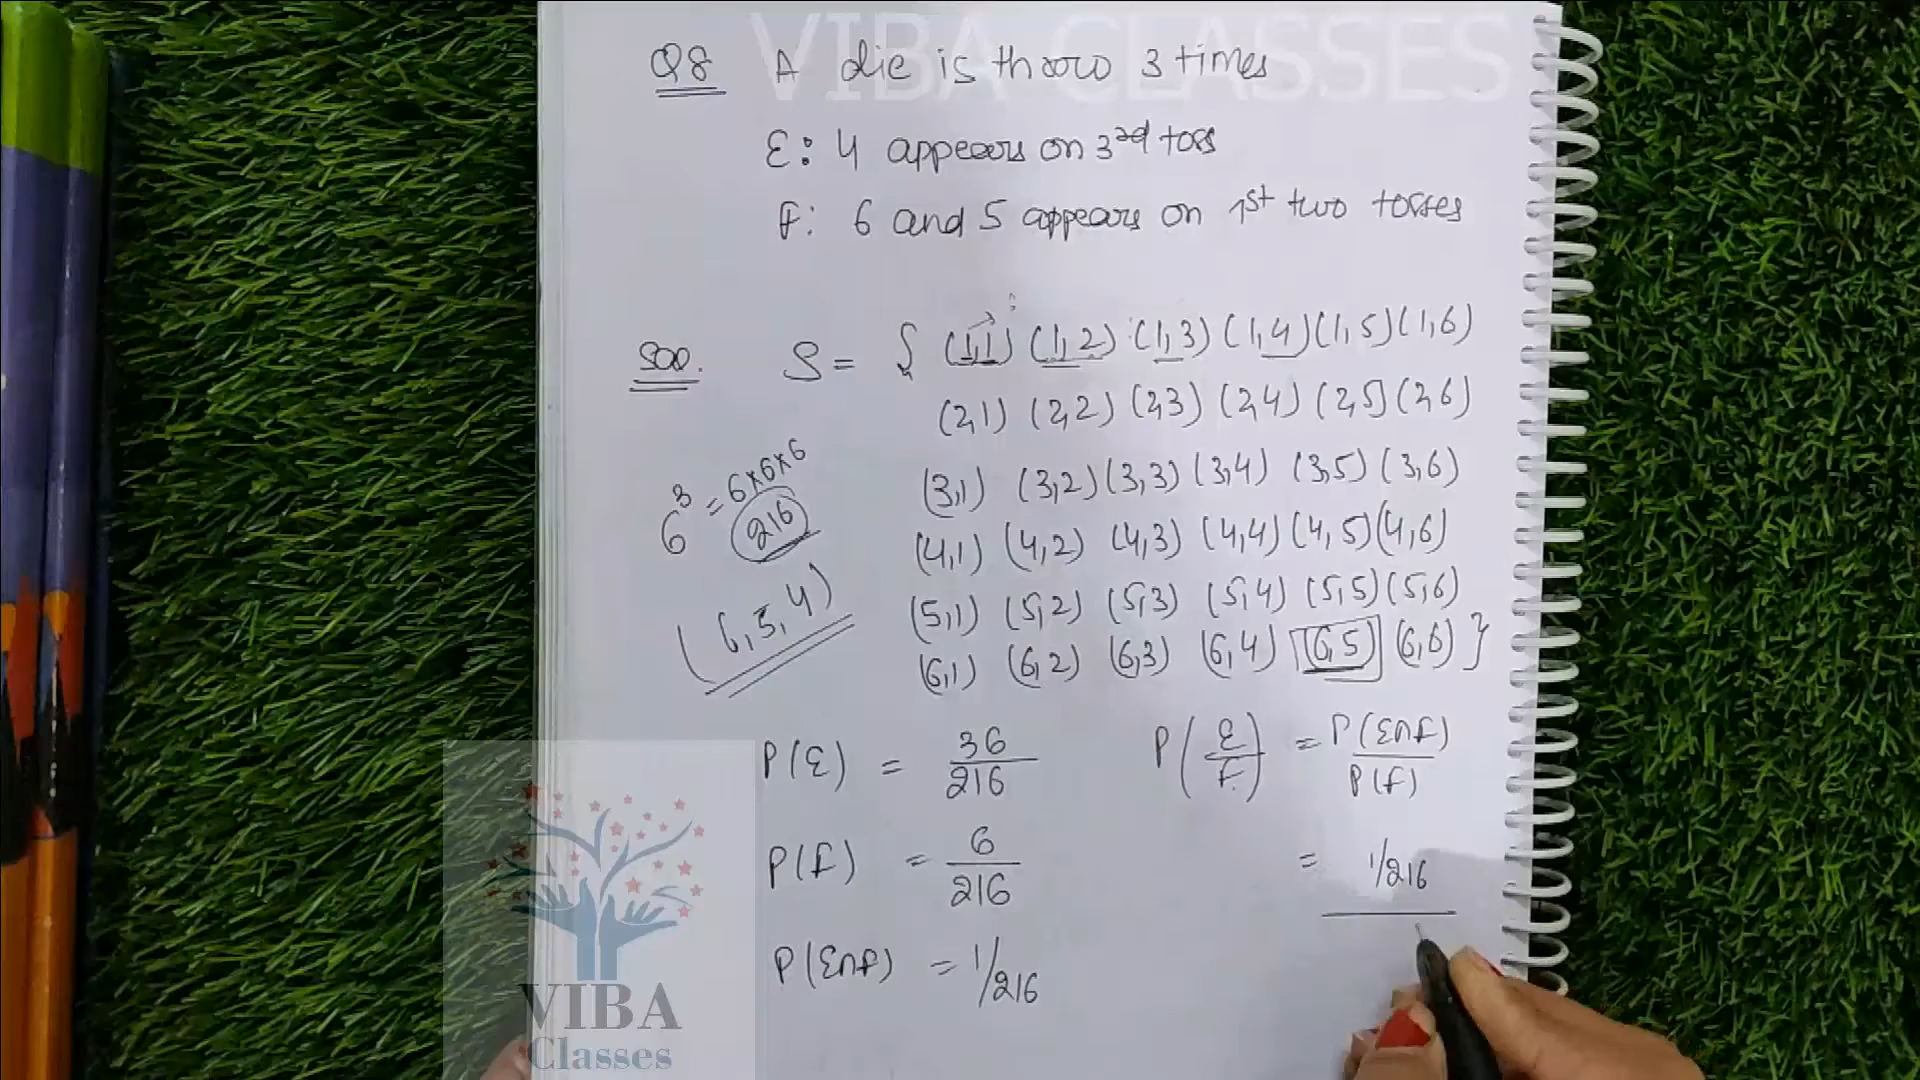 VIBA CLASSES
Q8 A die is throw 3 times
E: 4 appears on 3rd toss
F: 6 and 5 appears on 1st two tosses
Sol. S = { (1,1) (1,2) (1,3) (1,4) (1,5) (1,6)
(2,1) (2,2) (2,3) (2,4) (2,5) (2,6)
(3,1) (3,2) (3,3) (3,4) (3,5) (3,6)
6³ = 6×6×6
216
(4,1) (4,2) (4,3) (4,4) (4,5) (4,6)
(5,1) (5,2) (5,3) (5,4) (5,5) (5,6)
(6,5,4)
(6,1) (6,2) (6,3) (6,4) (6,5) (6,6) }
P(E) = 36/216
P(F) = 6/216
P(E∩F) = 1/216
P(E/F) = P(E∩F)/P(F)
= 1/216
VIBA
Classes